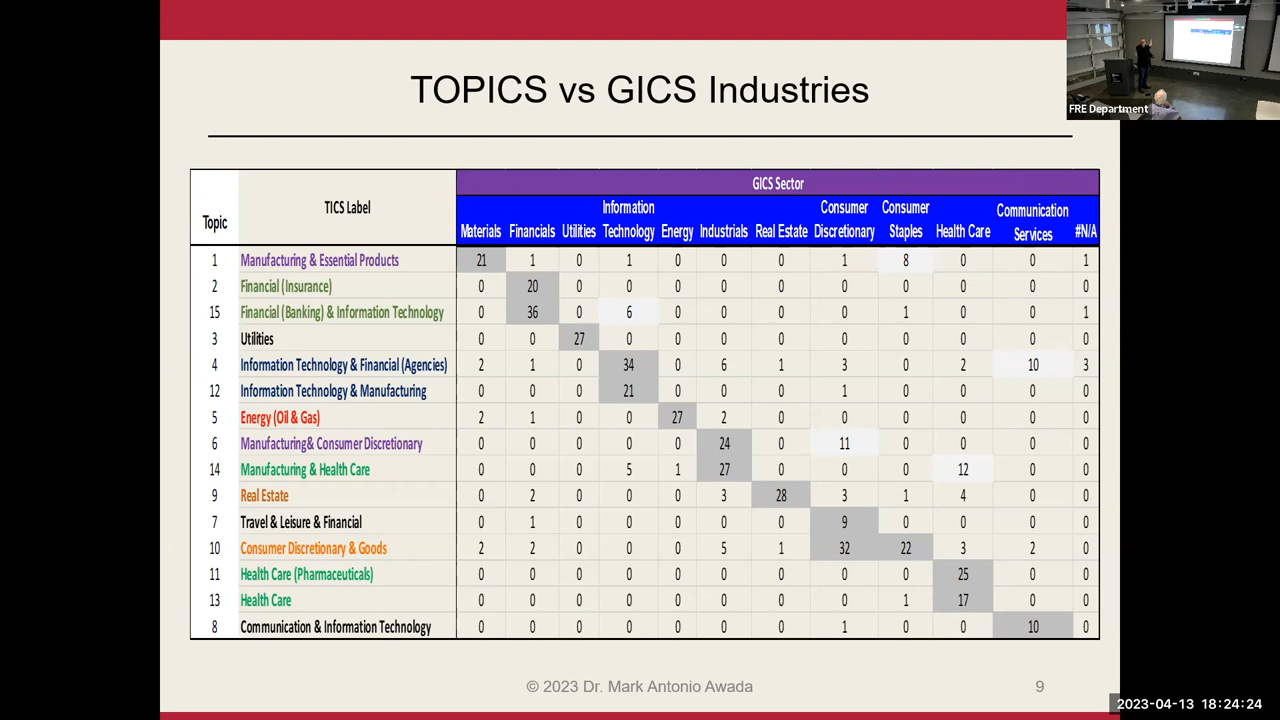 TOPICS vs GICS Industries
FRE Department
Topic TICS Label GICS Sector
Materials Financials Utilities Information Technology Energy Industrials Real Estate Consumer Discretionary Consumer Staples Health Care Communication Services #N/A
1 Manufacturing & Essential Products 21 1 0 1 0 0 0 1 8 0 0 1
2 Financial (Insurance) 0 20 0 0 0 0 0 0 0 0 0 0
15 Financial (Banking) & Information Technology 0 36 0 6 0 0 0 0 1 0 0 1
3 Utilities 0 0 27 0 0 0 0 0 0 0 0 0
4 Information Technology & Financial (Agencies) 2 1 0 34 0 6 1 3 0 2 10 3
12 Information Technology & Manufacturing 0 0 0 21 0 0 0 1 0 0 0 0
5 Energy (Oil & Gas) 2 1 0 0 27 2 0 0 0 0 0 0
6 Manufacturing& Consumer Discretionary 0 0 0 0 0 24 0 11 0 0 0 0
14 Manufacturing & Health Care 0 0 0 5 1 27 0 0 0 12 0 0
9 Real Estate 0 2 0 0 0 3 28 3 1 4 0 0
7 Travel & Leisure & Financial 0 1 0 0 0 0 0 9 0 0 0 0
10 Consumer Discretionary & Goods 2 2 0 0 0 5 1 32 22 3 2 0
11 Health Care (Pharmaceuticals) 0 0 0 0 0 0 0 0 0 25 0 0
13 Health Care 0 0 0 0 0 0 0 0 1 17 0 0
8 Communication & Information Technology 0 0 0 0 0 0 0 1 0 0 10 0
© 2023 Dr. Mark Antonio Awada 9
2023-04-13 18:24:24